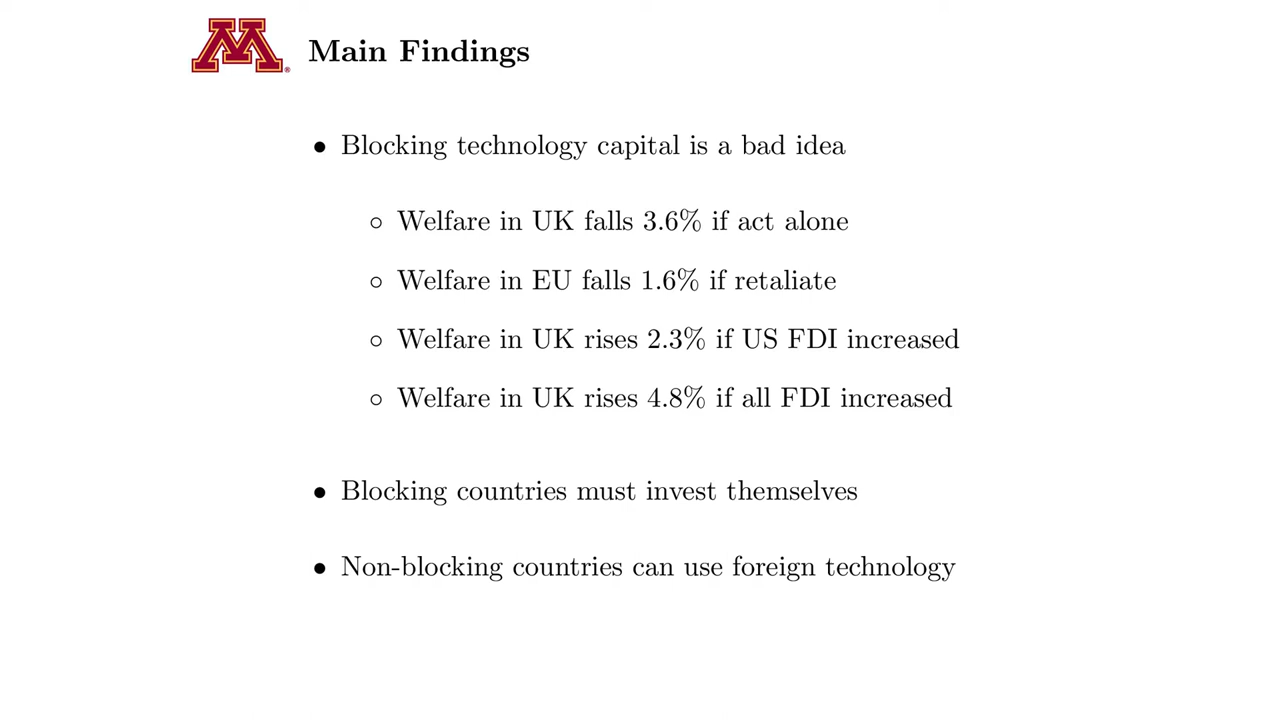 M ®
Main Findings
• Blocking technology capital is a bad idea
◦ Welfare in UK falls 3.6% if act alone
◦ Welfare in EU falls 1.6% if retaliate
◦ Welfare in UK rises 2.3% if US FDI increased
◦ Welfare in UK rises 4.8% if all FDI increased
• Blocking countries must invest themselves
• Non-blocking countries can use foreign technology